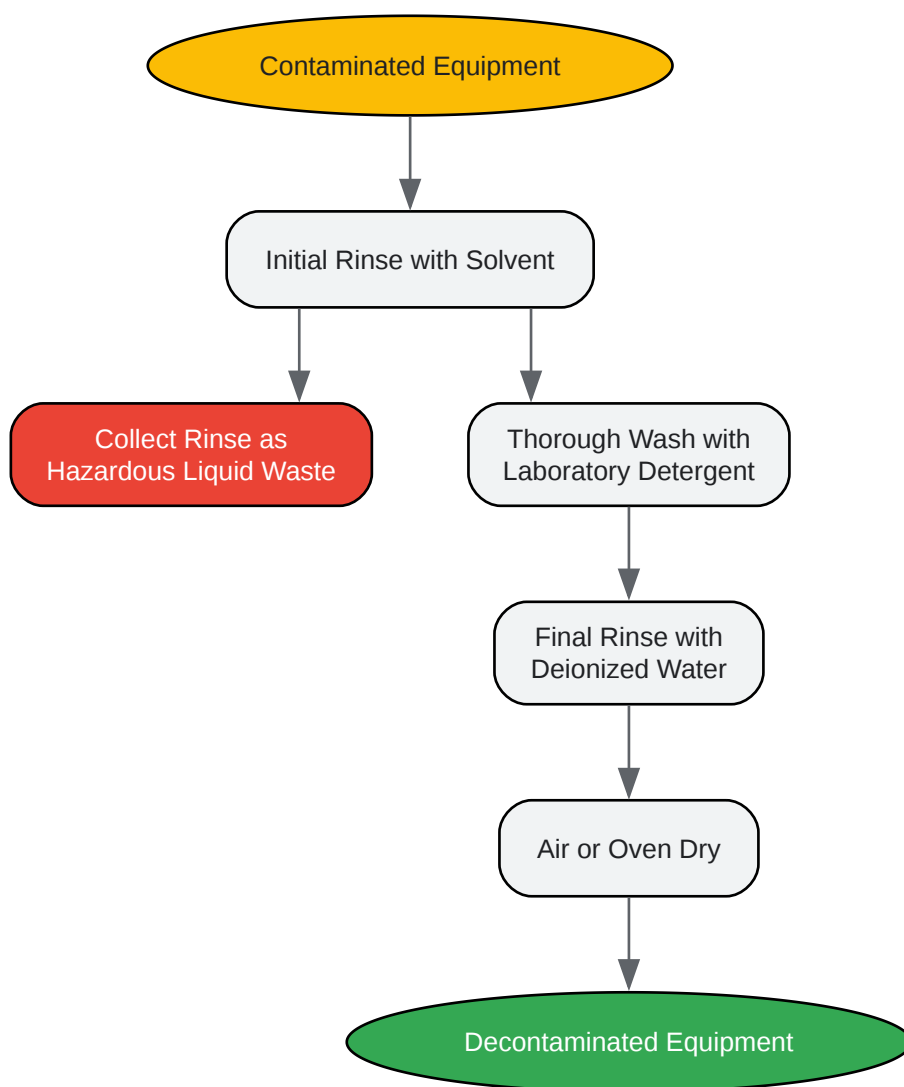 Contaminated Equipment
Initial Rinse with Solvent
Collect Rinse as
Hazardous Liquid Waste
Thorough Wash with
Laboratory Detergent
Final Rinse with
Deionized Water
Air or Oven Dry
Decontaminated Equipment